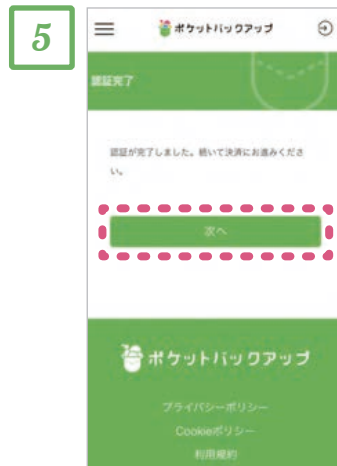 5
ポケットバックアップ
認証完了
認証が完了しました。続いて決済にお進みくださ
い。
次へ
ポケットバックアップ
プライバシーポリシー
Cookieポリシー
利用規約